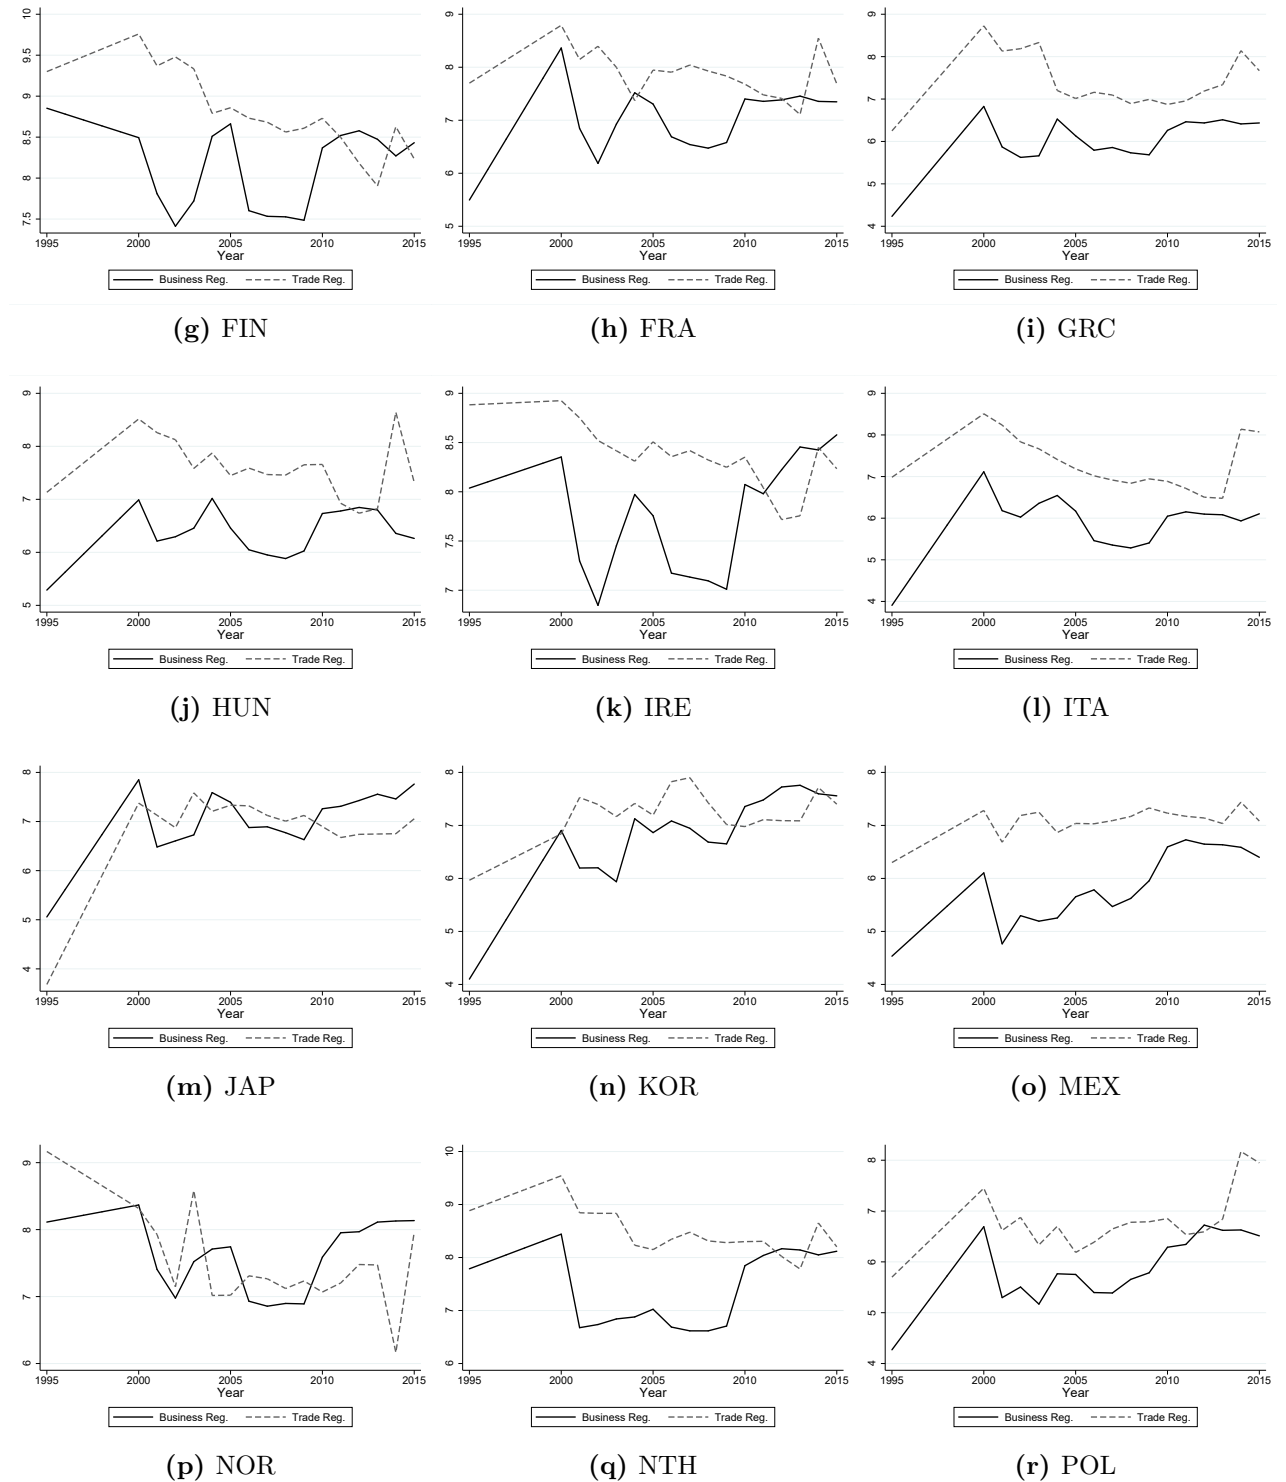 10
9.5
9
8.5
8
7.5
1995 2000 2005 2010 2015
Year
Business Reg. Trade Reg.
(g) FIN
9
8
7
6
5
1995 2000 2005 2010 2015
Year
Business Reg. Trade Reg.
(h) FRA
9
8
7
6
5
4
1995 2000 2005 2010 2015
Year
Business Reg. Trade Reg.
(i) GRC
9
8
7
6
5
1995 2000 2005 2010 2015
Year
Business Reg. Trade Reg.
(j) HUN
9
8.5
8
7.5
7
1995 2000 2005 2010 2015
Year
Business Reg. Trade Reg.
(k) IRE
9
8
7
6
5
4
1995 2000 2005 2010 2015
Year
Business Reg. Trade Reg.
(l) ITA
8
7
6
5
4
1995 2000 2005 2010 2015
Year
Business Reg. Trade Reg.
(m) JAP
8
7
6
5
4
1995 2000 2005 2010 2015
Year
Business Reg. Trade Reg.
(n) KOR
8
7
6
5
4
1995 2000 2005 2010 2015
Year
Business Reg. Trade Reg.
(o) MEX
9
8
7
6
1995 2000 2005 2010 2015
Year
Business Reg. Trade Reg.
(p) NOR
10
9
8
7
6
1995 2000 2005 2010 2015
Year
Business Reg. Trade Reg.
(q) NTH
8
7
6
5
4
1995 2000 2005 2010 2015
Year
Business Reg. Trade Reg.
(r) POL